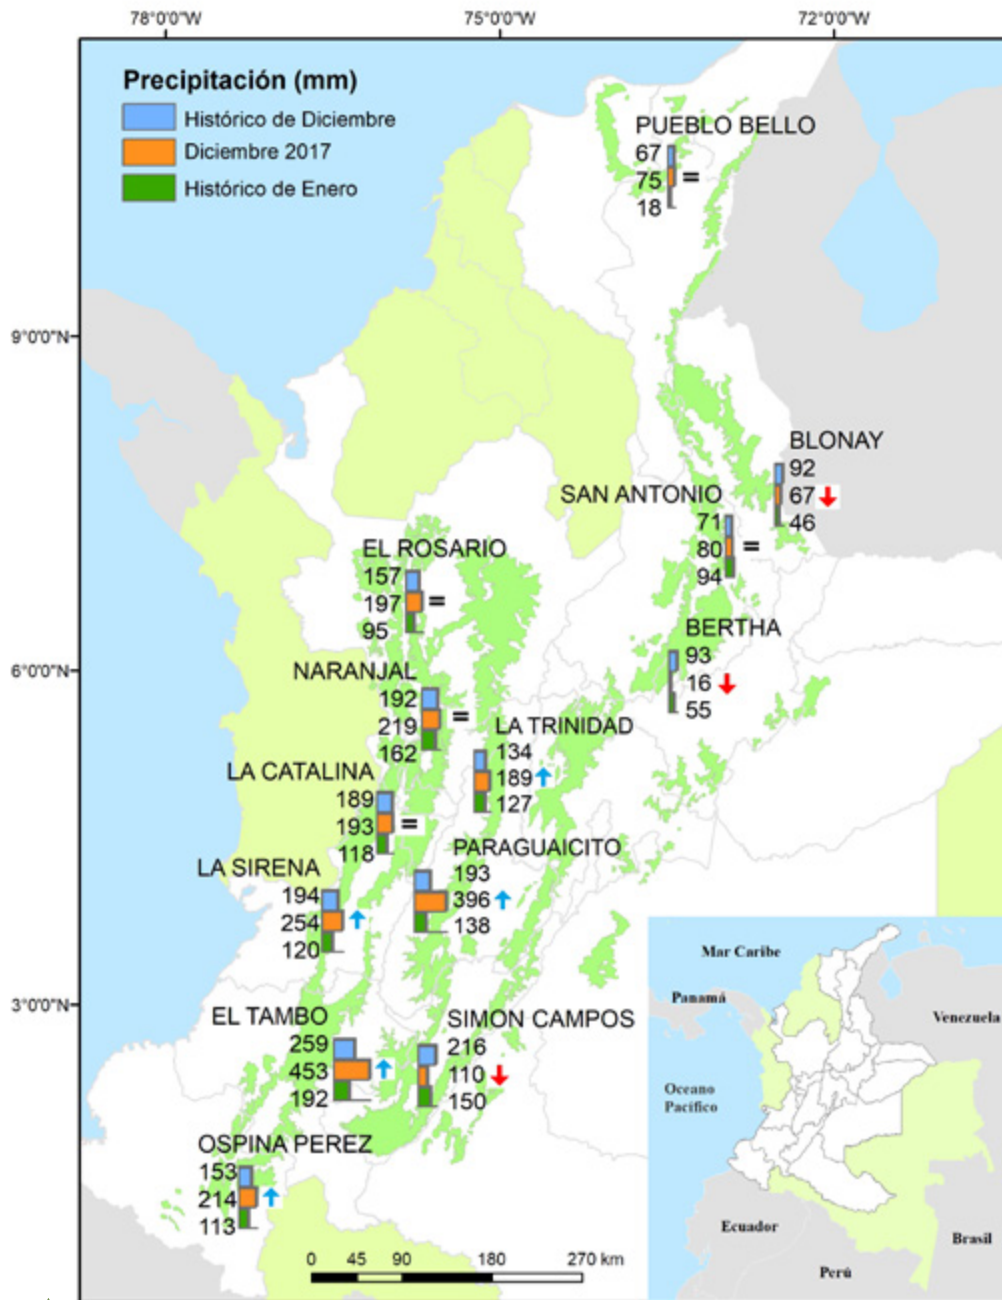 78°0'0"W
75°0'0"W
72°0'0"W
Precipitación (mm)
Histórico de Diciembre
Diciembre 2017
Histórico de Enero
PUEBLO BELLO
67
75 =
18
9°0'0"N
BLONAY
92
67
46
SAN ANTONIO
71
80 =
94
EL ROSARIO
157
197 =
95
BERTHA
93
16
55
6°0'0"N
NARANJAL
192
219 =
162
LA TRINIDAD
134
189
127
LA CATALINA
189
193 =
118
PARAGUAICITO
193
396
138
LA SIRENA
194
254
120
3°0'0"N
EL TAMBO
259
453
192
SIMON CAMPOS
216
110
150
OSPINA PEREZ
153
214
113
0 45 90 180 270 km
Mar Caribe
Panamá
Venezuela
Oceano
Pacífico
Ecuador
Brasil
Perú